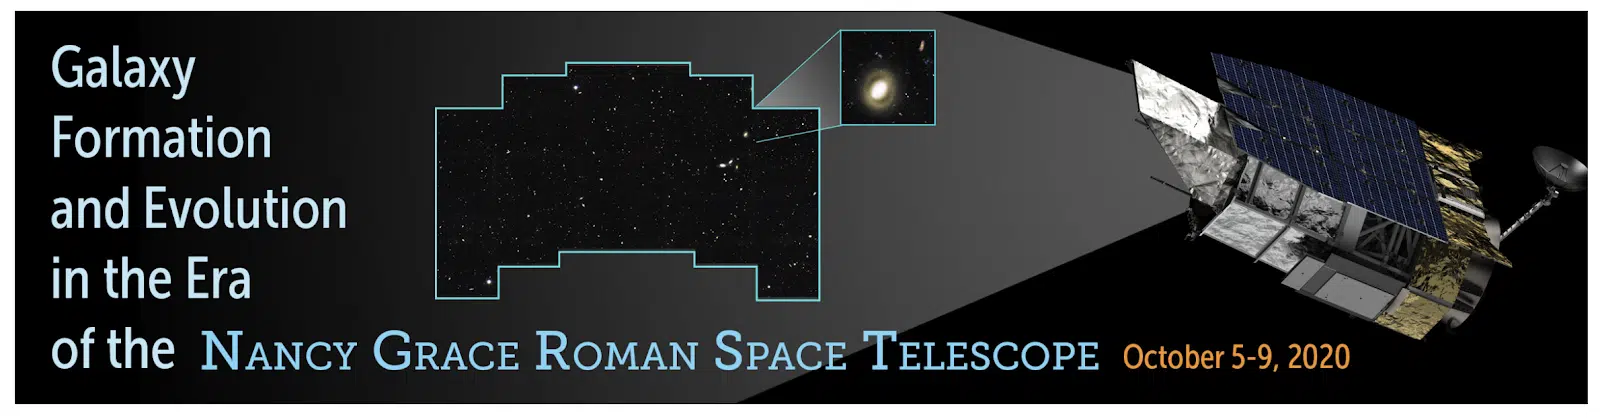 Galaxy
Formation
and Evolution
in the Era
of the NANCY GRACE ROMAN SPACE TELESCOPE October 5-9, 2020